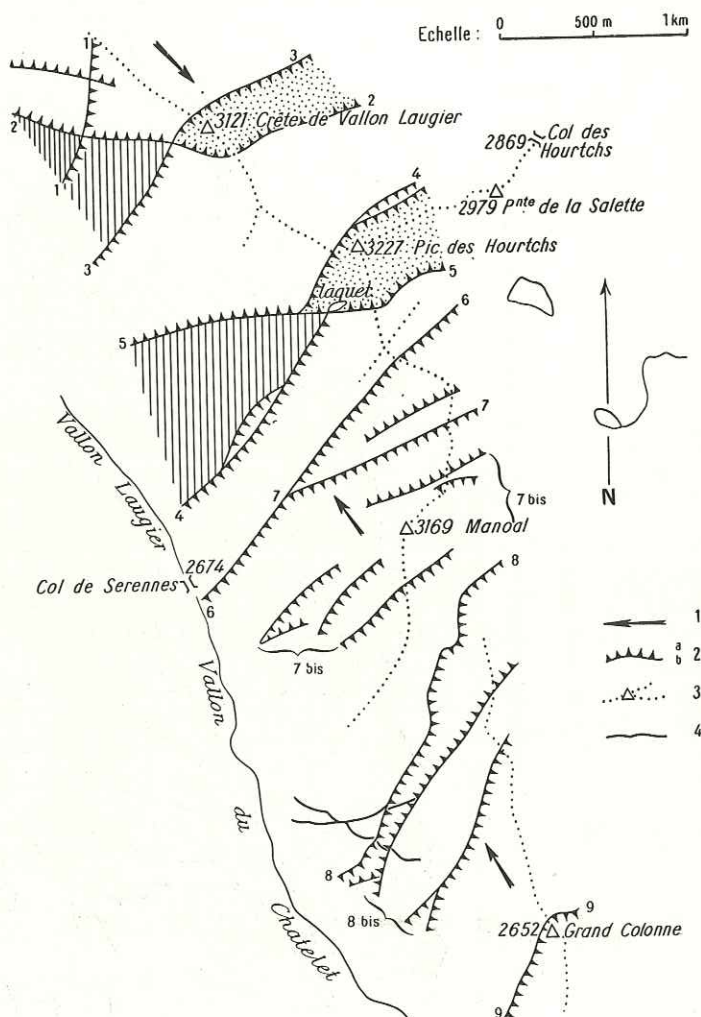 Echelle : 0 500 m 1 km
1
3
2
3121 Crête de Vallon Laugier
2
2869
Col des
Hourtchs
4
1
2979 Pnte de la Salette
3
3227 Pic des Hourtchs
5
laquet
6
5
7
Vallon
Laugier
7
7 bis
N
4
3169 Manoal
2674
Col de Serennes
6
8
1
7 bis
a
b 2
Vallon
3
4
du
8
8 bis
9
2652 Grand Colonne
Chatelet
9